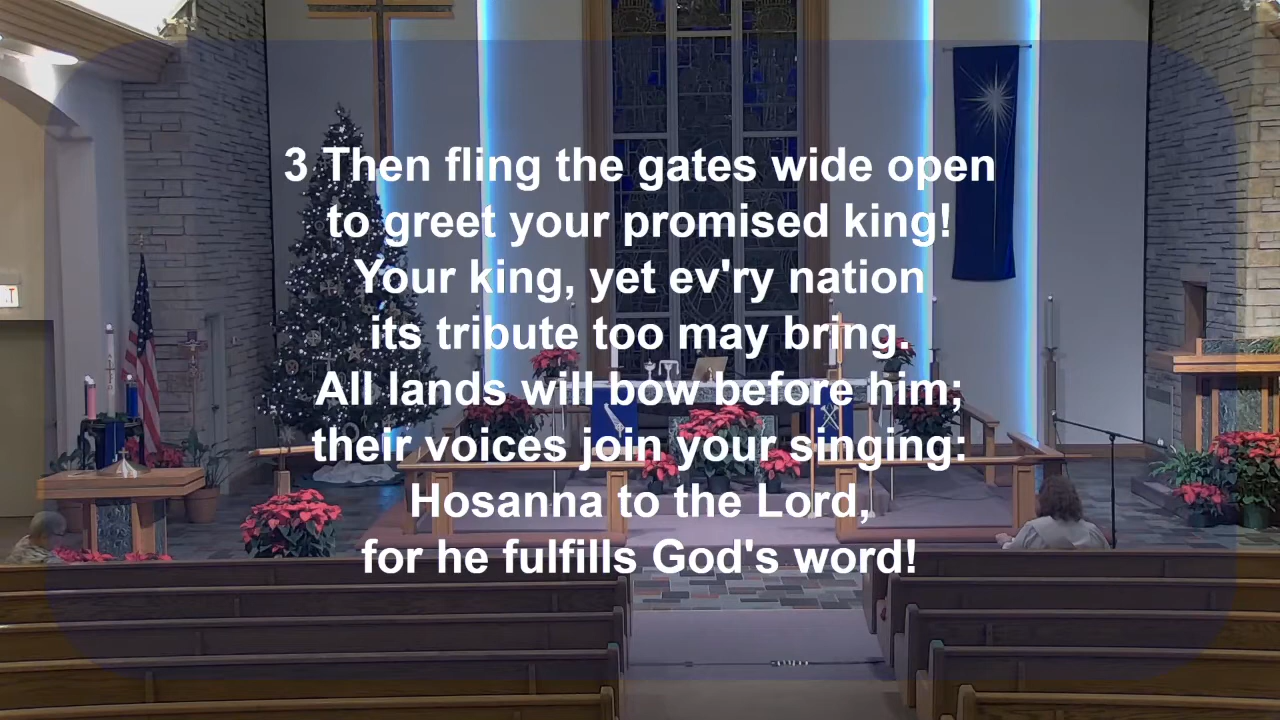 3 Then fling the gates wide open
to greet your promised king!
Your king, yet ev'ry nation
its tribute too may bring.
All lands will bow before him;
their voices join your singing:
Hosanna to the Lord,
for he fulfills God's word!